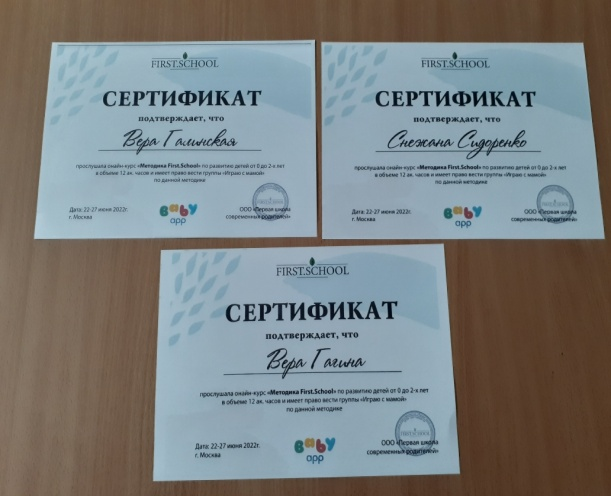 FIRST.SCHOOL
СЕРТИФИКАТ
подтверждает, что
Вера Галинская
прослушала онайн-курс «Методика First.School» по развитию детей от 0 до 2-х лет
в объеме 12 ак. часов и имеет право вести группы «Играю с мамой»
по данной методике
Дата: 22-27 июня 2022г.
г. Москва
Baby
app
ООО «Первая школа
современных родителей»
FIRST.SCHOOL
СЕРТИФИКАТ
подтверждает, что
Снежана Сидоренко
прослушала онайн-курс «Методика First.School» по развитию детей от 0 до 2-х лет
в объеме 12 ак. часов и имеет право вести группы «Играю с мамой»
по данной методике
Дата: 22-27 июня 2022г.
г. Москва
Baby
app
ООО «Первая школа
современных родителей»
FIRST.SCHOOL
СЕРТИФИКАТ
подтверждает, что
Вера Гагина
прослушала онайн-курс «Методика First.School» по развитию детей от 0 до 2-х лет
в объеме 12 ак. часов и имеет право вести группы «Играю с мамой»
по данной методике
Дата: 22-27 июня 2022г.
г. Москва
Baby
app
ООО «Первая школа
современных родителей»